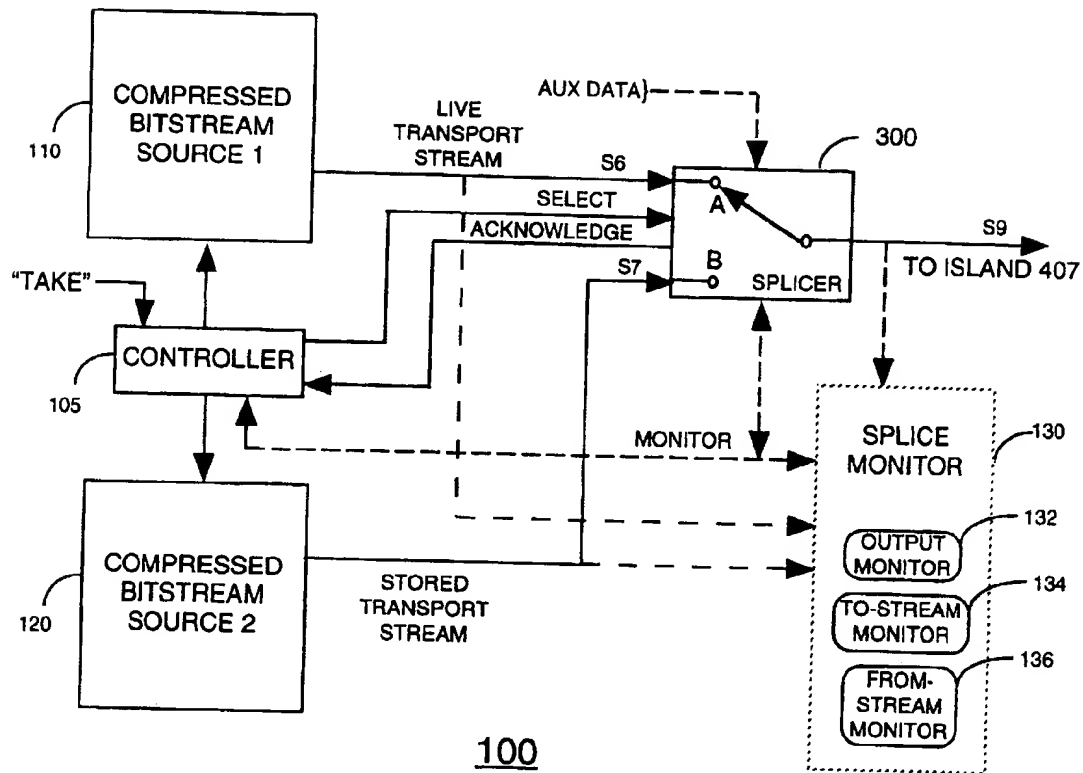 COMPRESSED
BITSTREAM
SOURCE 1
110
LIVE
TRANSPORT
STREAM
AUX DATA}
300
S6
SELECT
A
ACKNOWLEDGE
S7
B
SPLICER
S9
TO ISLAND 407
"TAKE"
CONTROLLER
105
MONITOR
SPLICE
MONITOR
130
COMPRESSED
BITSTREAM
SOURCE 2
120
STORED
TRANSPORT
STREAM
OUTPUT
MONITOR
132
TO-STREAM
MONITOR
134
FROM-
STREAM
MONITOR
136
100